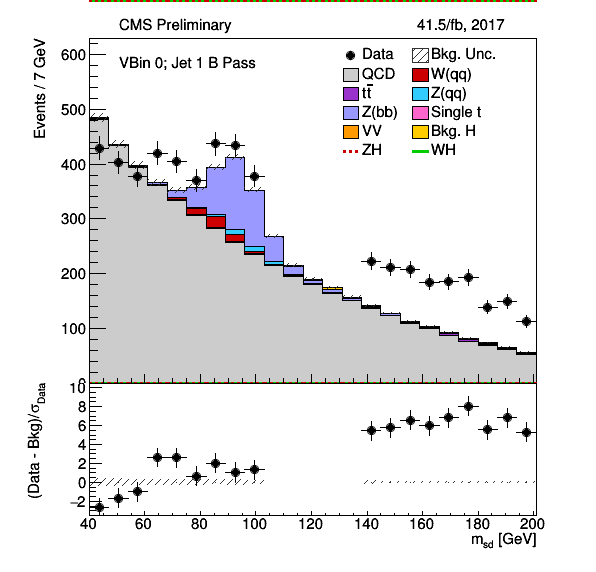 CMS Preliminary 41.5/fb, 2017
VBin 0; Jet 1 B Pass
Data Bkg. Unc.
QCD W(qq)
tt̄ Z(qq)
Z(bb) Single t
VV Bkg. H
ZH WH
Events / 7 GeV
600
500
400
300
200
100
(Data - Bkg)/σData
10
8
6
4
2
0
−2
40 60 80 100 120 140 160 180 200
msd [GeV]